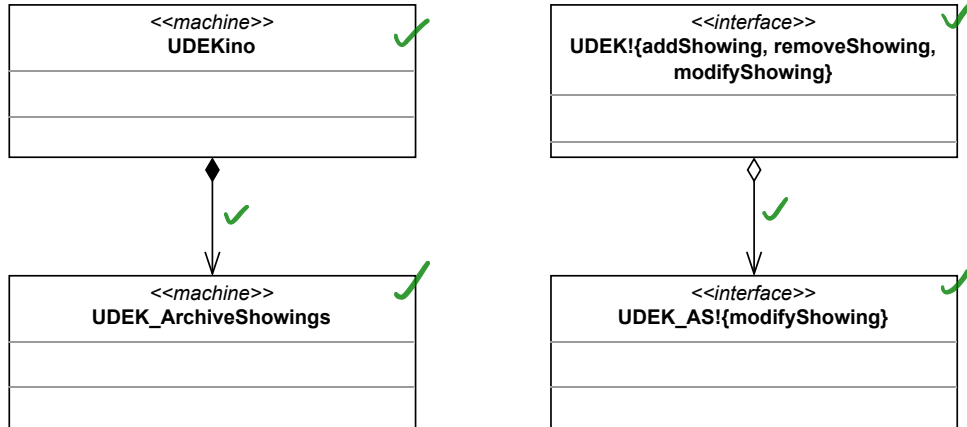 <<machine>>
UDEKino
<<interface>>
UDEK!{addShowing, removeShowing,
modifyShowing}
<<machine>>
UDEK_ArchiveShowings
<<interface>>
UDEK_AS!{modifyShowing}